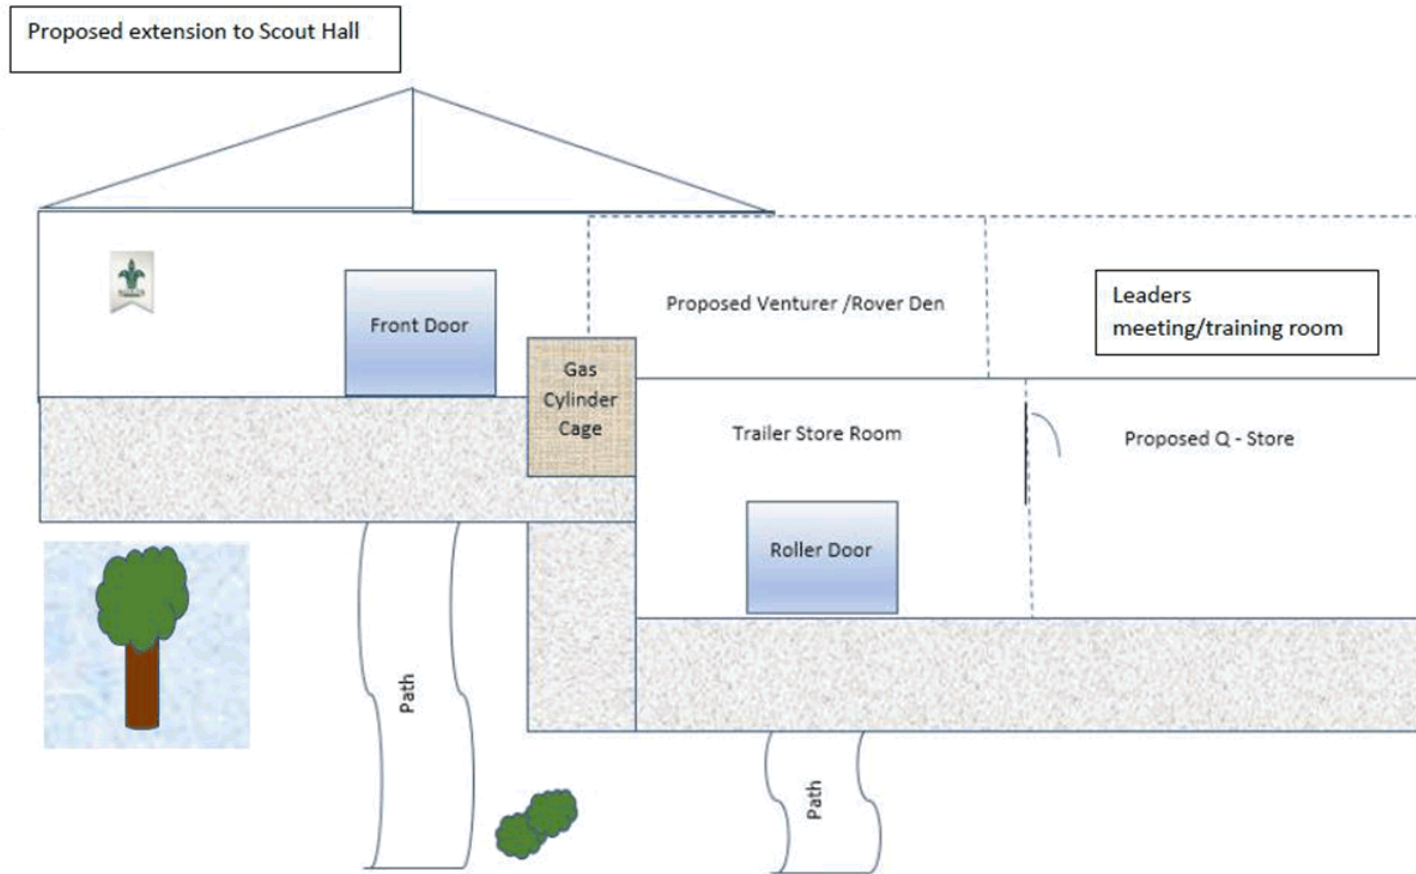 Proposed extension to Scout Hall
Front Door
Proposed Venturer /Rover Den
Leaders
meeting/training room
Gas
Cylinder
Cage
Trailer Store Room
Proposed Q - Store
Roller Door
Path
Path